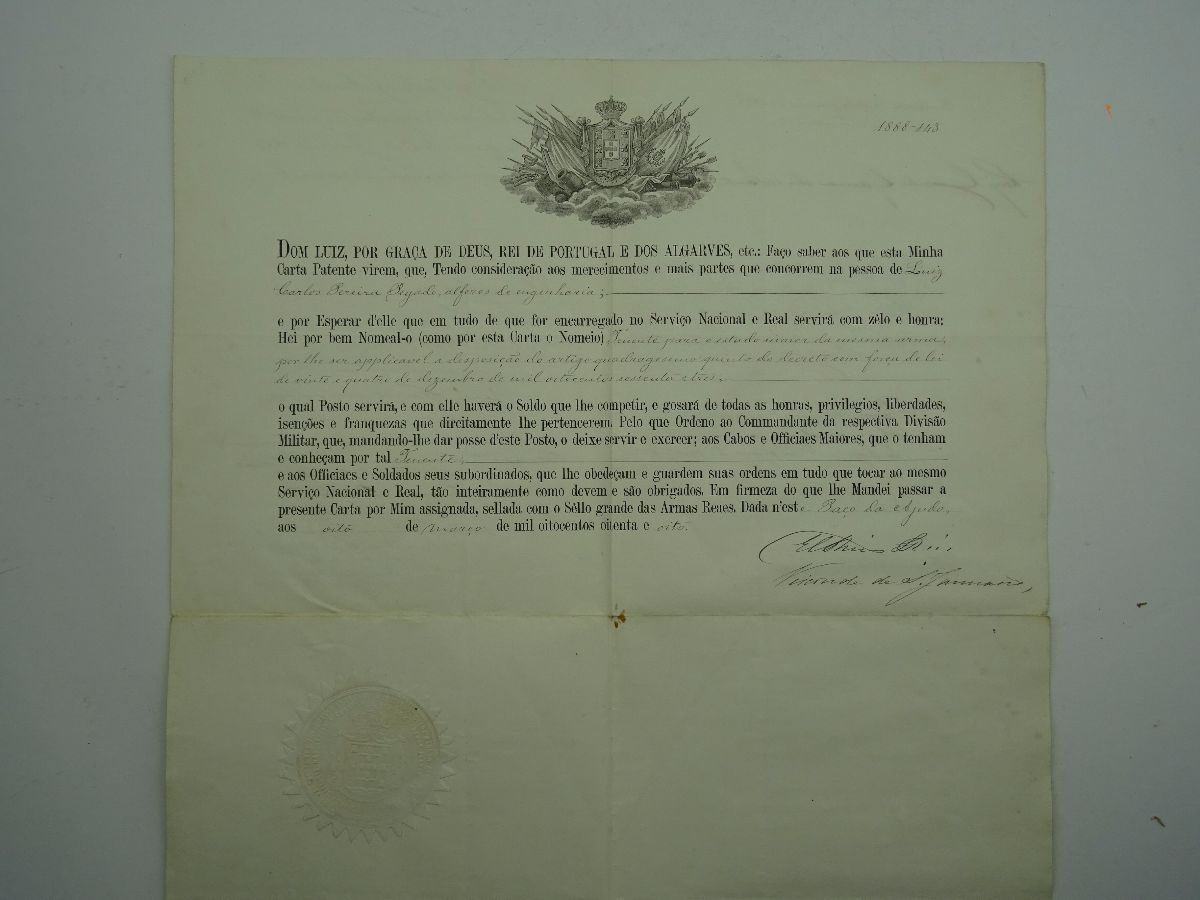 1888-143
DOM LUIZ, POR GRAÇA DE DEUS, REI DE PORTUGAL E DOS ALGARVES, etc.: Faço saber aos que esta Minha
Carta Patente virem, que, Tendo consideração aos merecimentos e mais partes que concorrem na pessoa de Luiz
Carlos Pereira Pegado, alferes de engenharia;
e por Esperar d'elle que em tudo de que for encarregado no Serviço Nacional e Real servirá com zêlo e honra:
Hei por bem Nomeal-o (como por esta Carta o Nomeio) Tenente para o estado maior da mesma arma,
por lhe ser applicavel a disposição do artigo quadragesimo quinto do decreto com força de lei
de vinte e quatro de dezembro de mil oitocentos sessenta e tres.
o qual Posto servirá, e com elle haverá o Soldo que lhe competir, e gosará de todas as honras, privilegios, liberdades,
isenções e franquezas que direitamente lhe pertencerem. Pelo que Ordeno ao Commandante da respectiva Divisão
Militar, que, mandando-lhe dar posse d'este Posto, o deixe servir e exercer; aos Cabos e Officiaes Maiores, que o tenham
e conheçam por tal Tenente,
e aos Officiaes e Soldados seus subordinados, que lhe obedeçam e guardem suas ordens em tudo que tocar ao mesmo
Serviço Nacional e Real, tão inteiramente como devem e são obrigados. Em firmeza do que lhe Mandei passar a
presente Carta por Mim assignada, sellada com o Sêllo grande das Armas Reaes. Dada n'este Paço da Ajuda,
aos oito de março de mil oitocentos oitenta e oito.
Visconde de S. Januario,